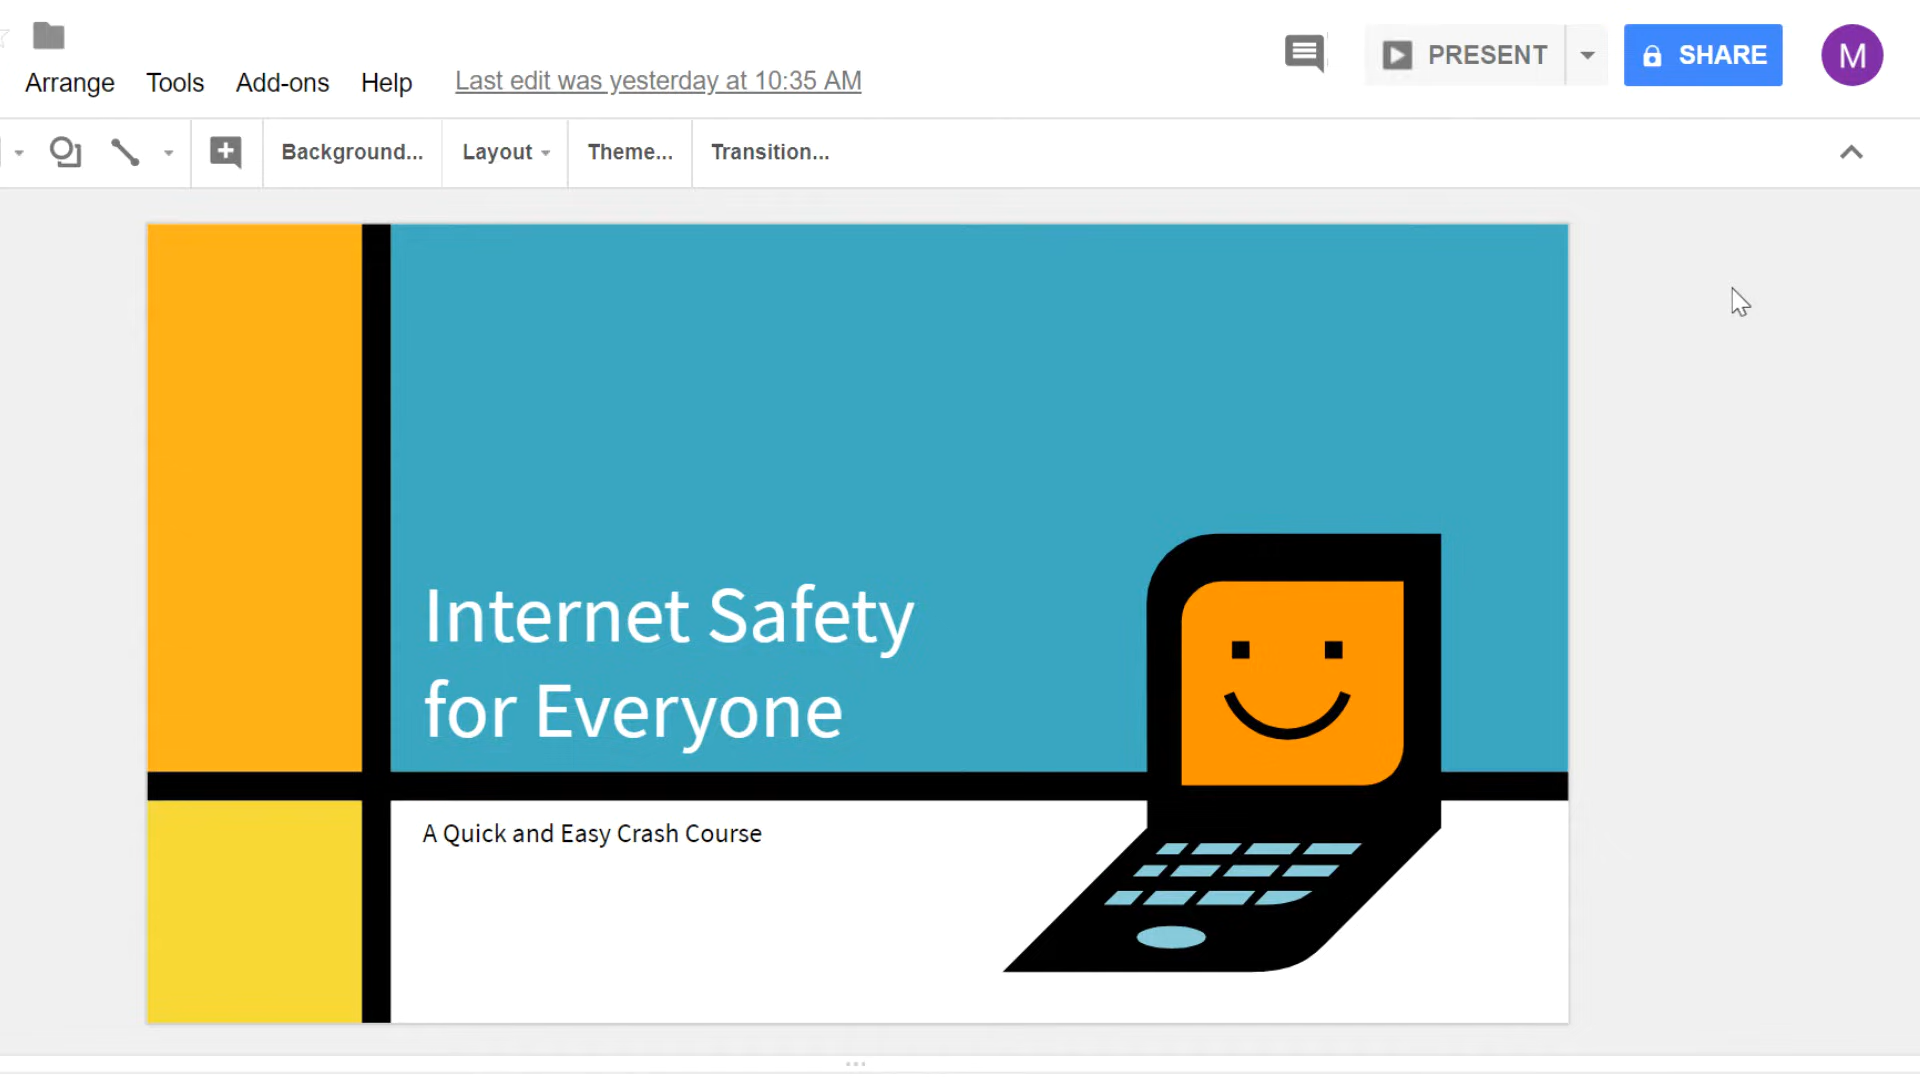 Arrange Tools Add-ons Help Last edit was yesterday at 10:35 AM
PRESENT SHARE M
Background... Layout Theme... Transition...
Internet Safety
for Everyone
A Quick and Easy Crash Course